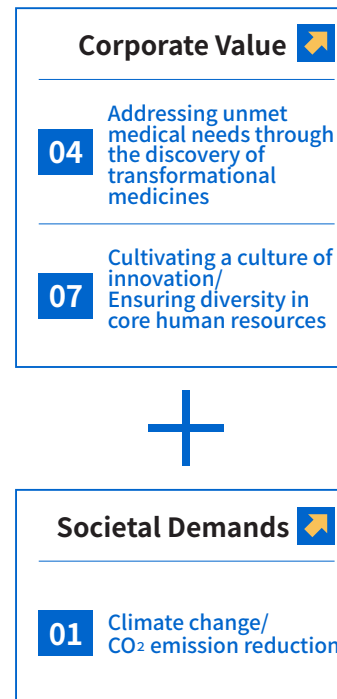 Corporate Value
04
Addressing unmet
medical needs through
the discovery of
transformational
medicines
07
Cultivating a culture of
innovation/
Ensuring diversity in
core human resources
Societal Demands
01
Climate change/
CO₂ emission reduction